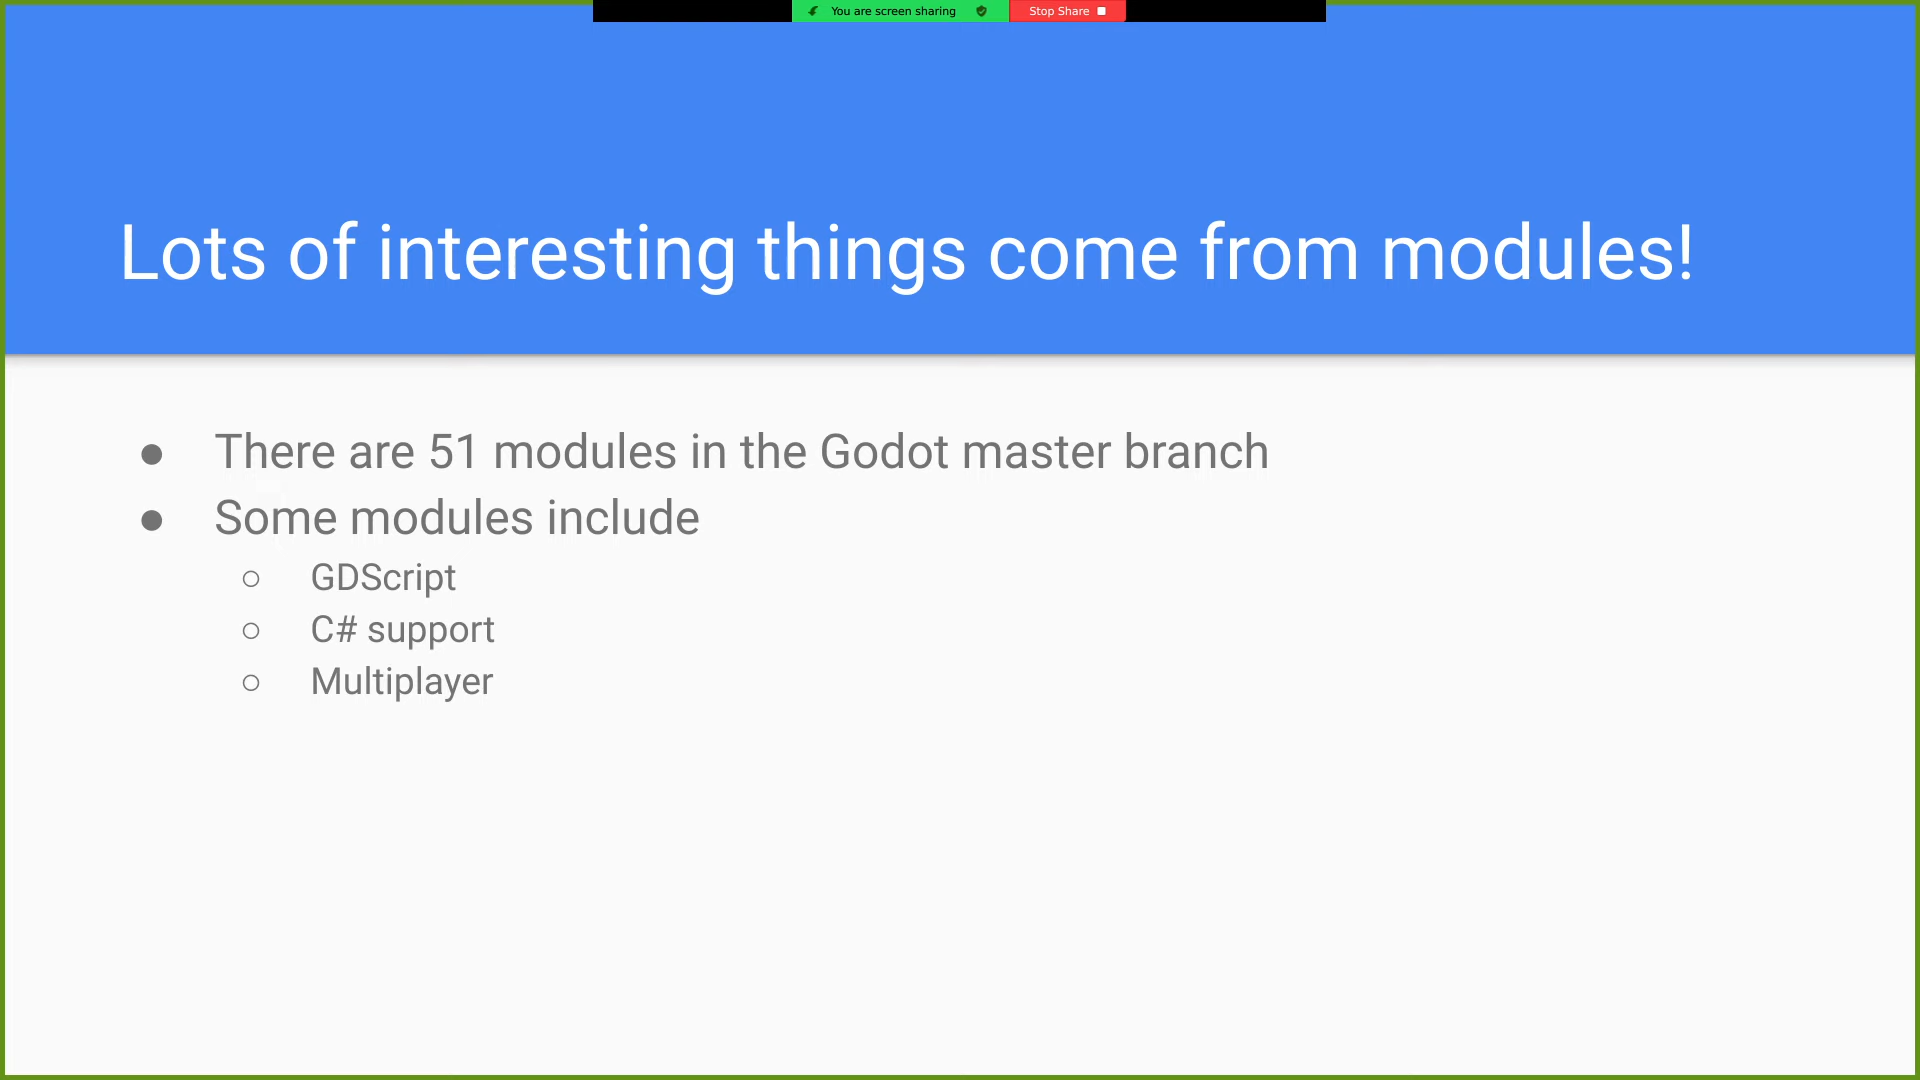 You are screen sharing Stop Share
Lots of interesting things come from modules!
● There are 51 modules in the Godot master branch
● Some modules include
○ GDScript
○ C# support
○ Multiplayer